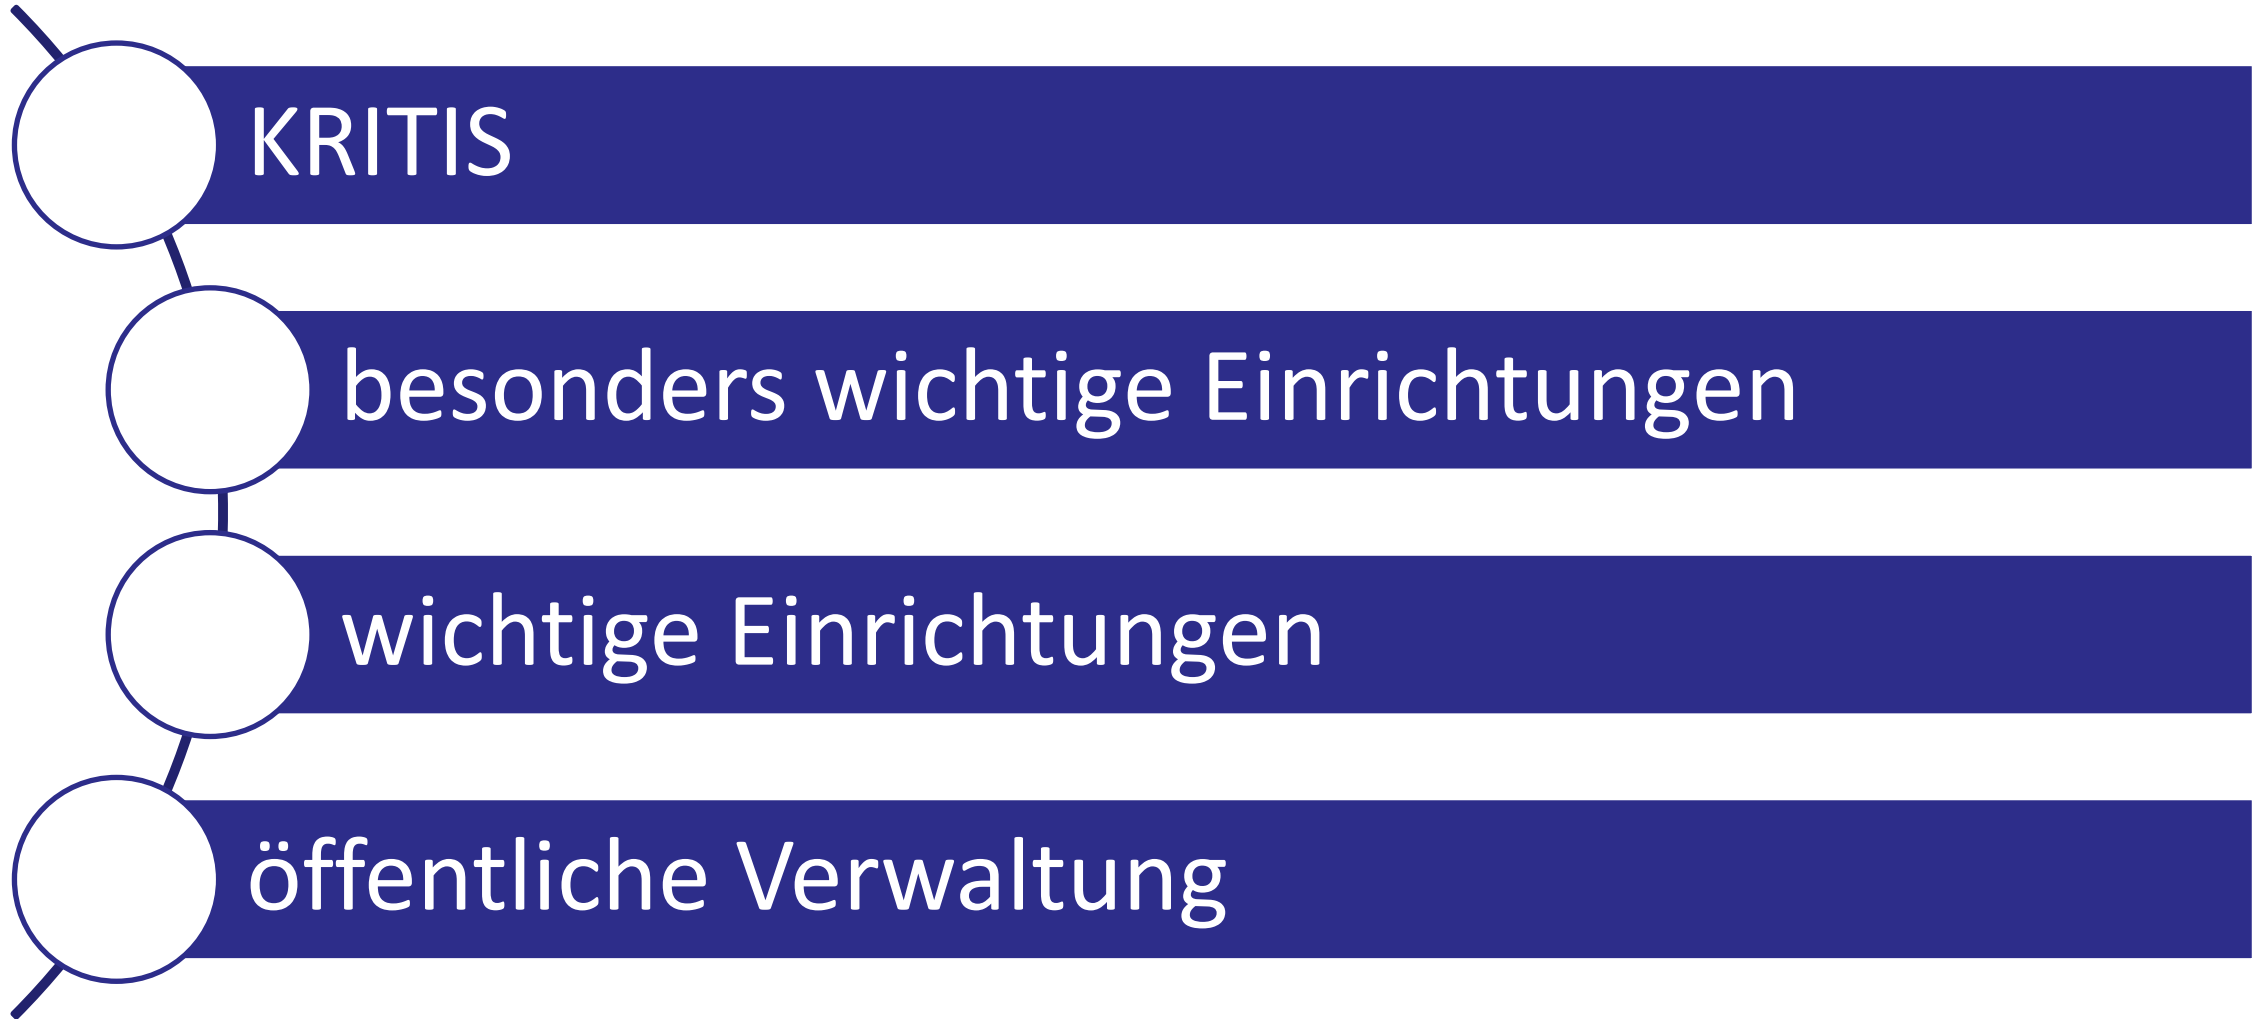 KRITIS
besonders wichtige Einrichtungen
wichtige Einrichtungen
öffentliche Verwaltung